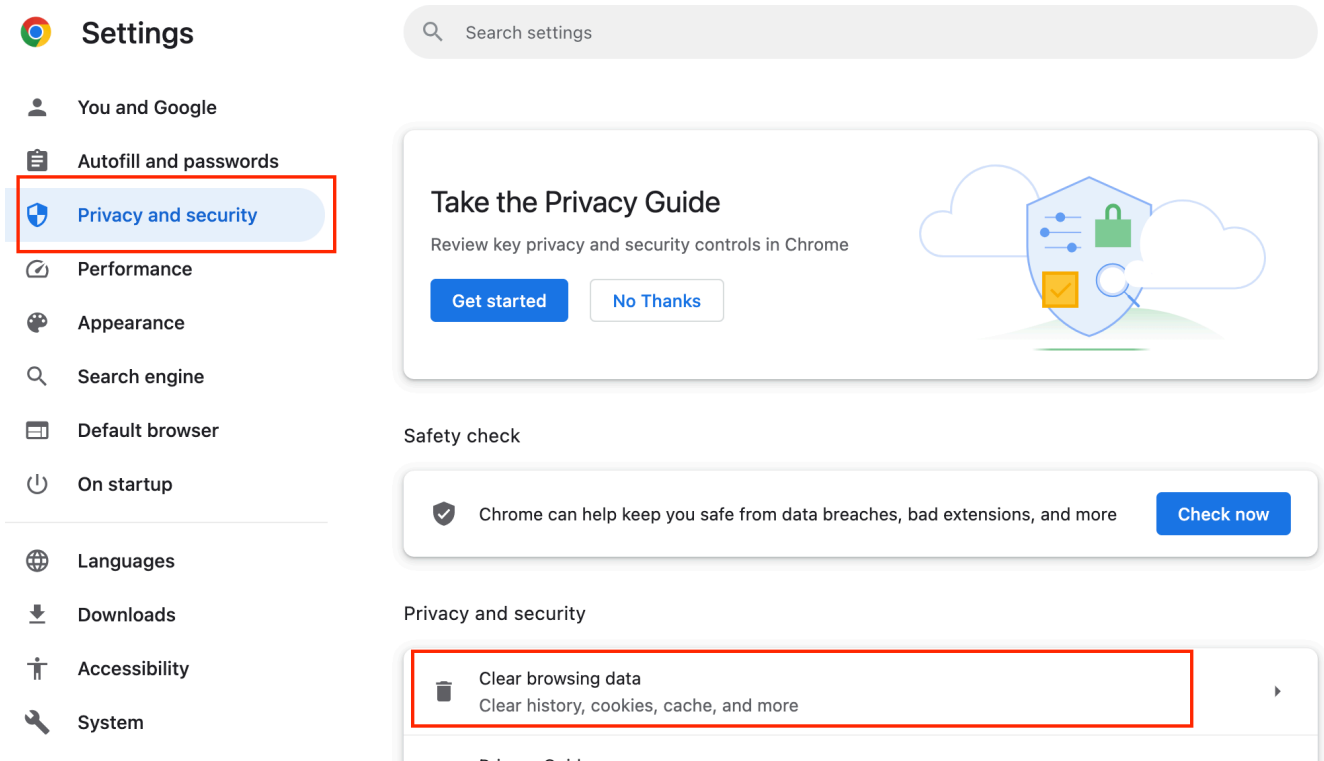 Settings
Search settings
You and Google
Autofill and passwords
Privacy and security
Performance
Appearance
Search engine
Default browser
On startup
Languages
Downloads
Accessibility
System
Take the Privacy Guide
Review key privacy and security controls in Chrome
Get started
No Thanks
Safety check
Chrome can help keep you safe from data breaches, bad extensions, and more
Check now
Privacy and security
Clear browsing data
Clear history, cookies, cache, and more